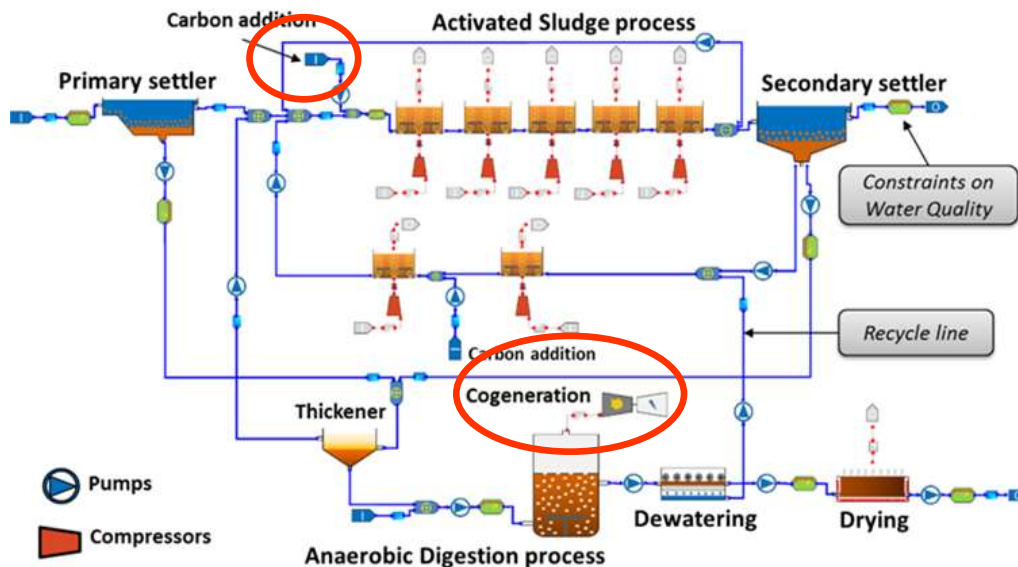 Carbon addition
Activated Sludge process
Primary settler
Secondary settler
Constraints on
Water Quality
Recycle line
Carbon addition
Cogeneration
Thickener
Pumps
Compressors
Anaerobic Digestion process
Dewatering
Drying